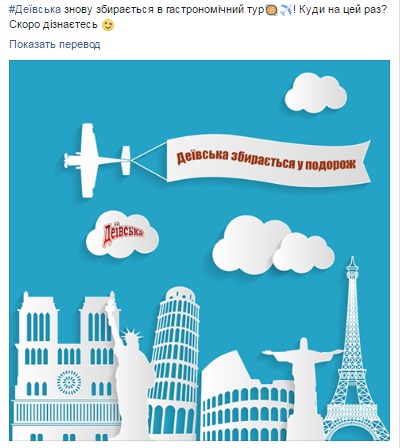 #Деївська знову збирається в гастрономічний тур🥘✈️! Куди на цей раз?
Скоро дізнаєтесь 😉
Показать перевод
Деївська збирається у подорож
Деївська